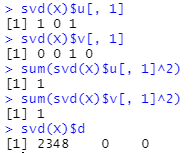 > svd(x)$u[, 1]
[1] 1 0 1
> svd(x)$v[, 1]
[1] 0 0 1 0
> sum(svd(x)$u[, 1]^2)
[1] 1
> sum(svd(x)$v[, 1]^2)
[1] 1
> svd(x)$d
[1] 2348    0    0